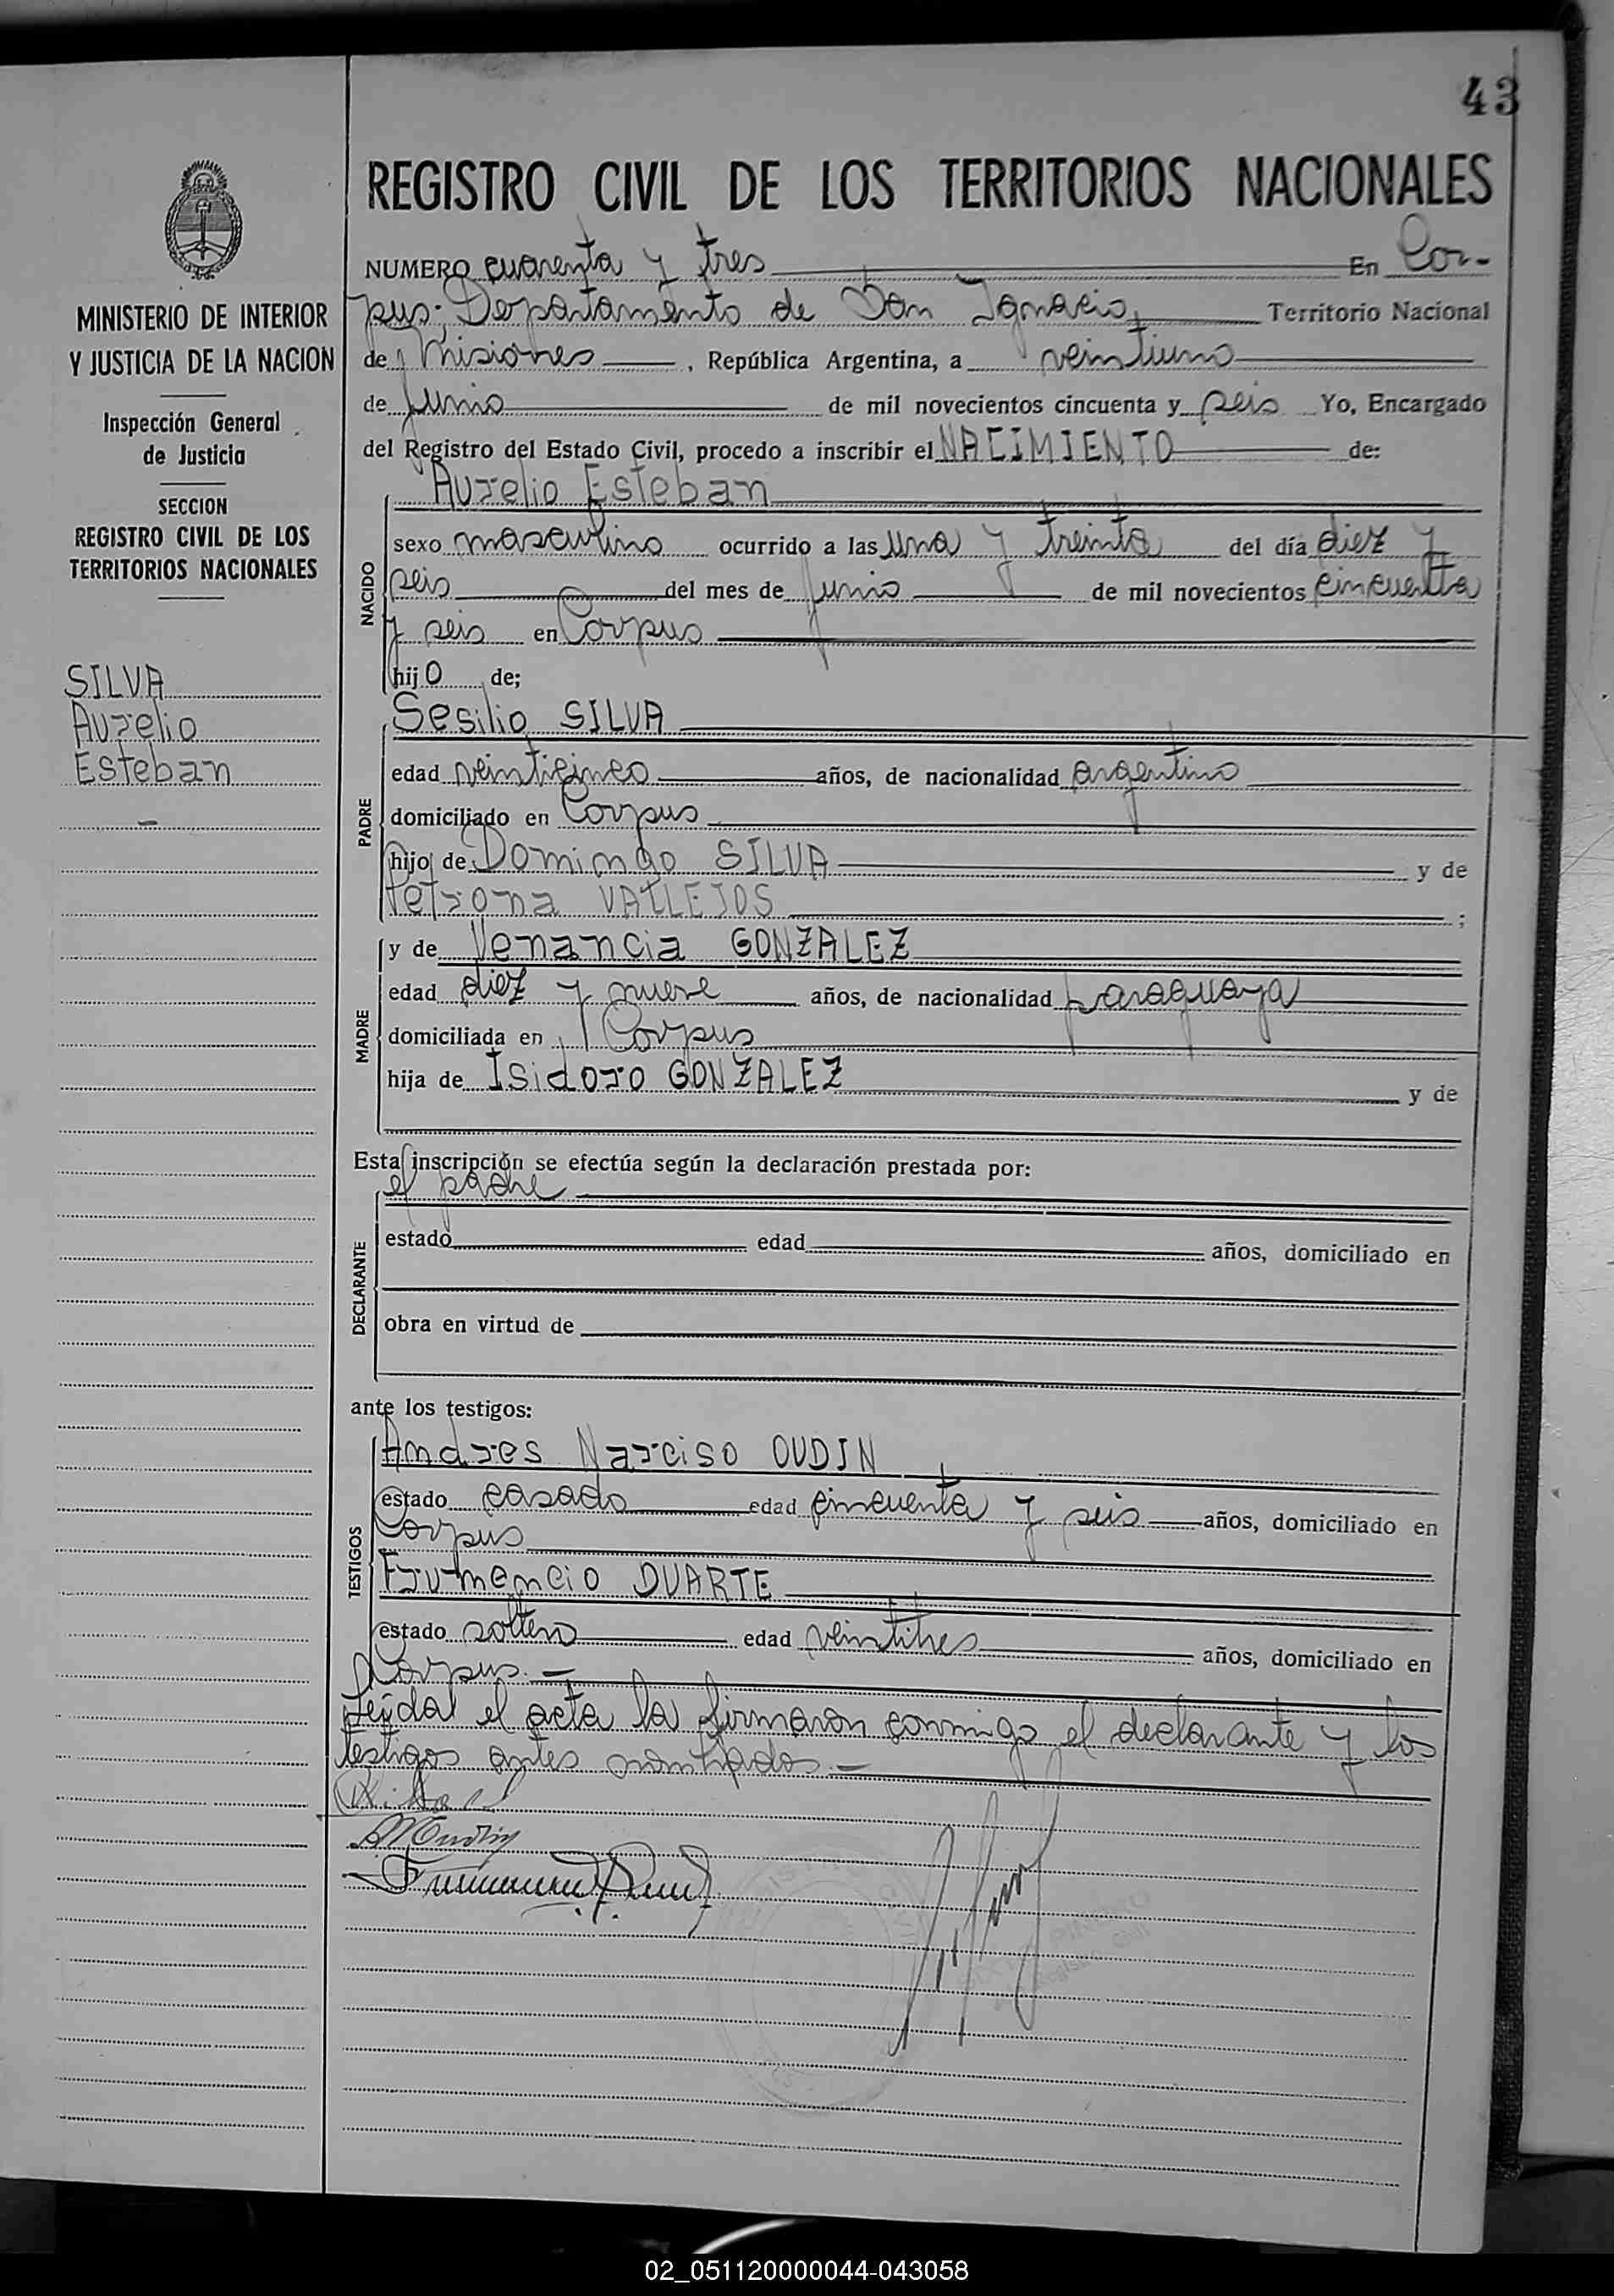 43
REGISTRO CIVIL DE LOS TERRITORIOS NACIONALES
MINISTERIO DE INTERIOR
Y JUSTICIA DE LA NACION
Inspección General
de Justicia
SECCION
REGISTRO CIVIL DE LOS
TERRITORIOS NACIONALES
SILVA
Aurelio
Esteban
NUMERO cuarenta y tres En Cor-
pus; Departamento de San Ignacio, Territorio Nacional
de Misiones, República Argentina, a veintiuno
de junio de mil novecientos cincuenta y seis Yo, Encargado
del Registro del Estado Civil, procedo a inscribir el NACIMIENTO de:
Aurelio Esteban
NACIDO
sexo masculino ocurrido a las una y treinta del día diez y
seis del mes de junio de mil novecientos cincuenta
y seis en Corpus
hijo de;
Sesilio SILVA
PADRE
edad veinticinco años, de nacionalidad argentino
domiciliado en Corpus
hijo de Domingo SILVA y de
Petrona VALLEJOS ;
y de Venancia GONZALEZ
MADRE
edad diez y nueve años, de nacionalidad paraguaya
domiciliada en Corpus
hija de Isidoro GONZALEZ y de
Esta inscripción se efectúa según la declaración prestada por:
el padre
DECLARANTE
estado edad años, domiciliado en
obra en virtud de
ante los testigos:
Andres Narciso OUDIN
TESTIGOS
estado casado edad cincuenta y seis años, domiciliado en
Corpus
Frumencio DUARTE
estado soltero edad veintitres años, domiciliado en
Corpus.-
Leída el acta la firmaron conmigo el declarante y los
testigos antes nombrados.-
02_051120000044-043058